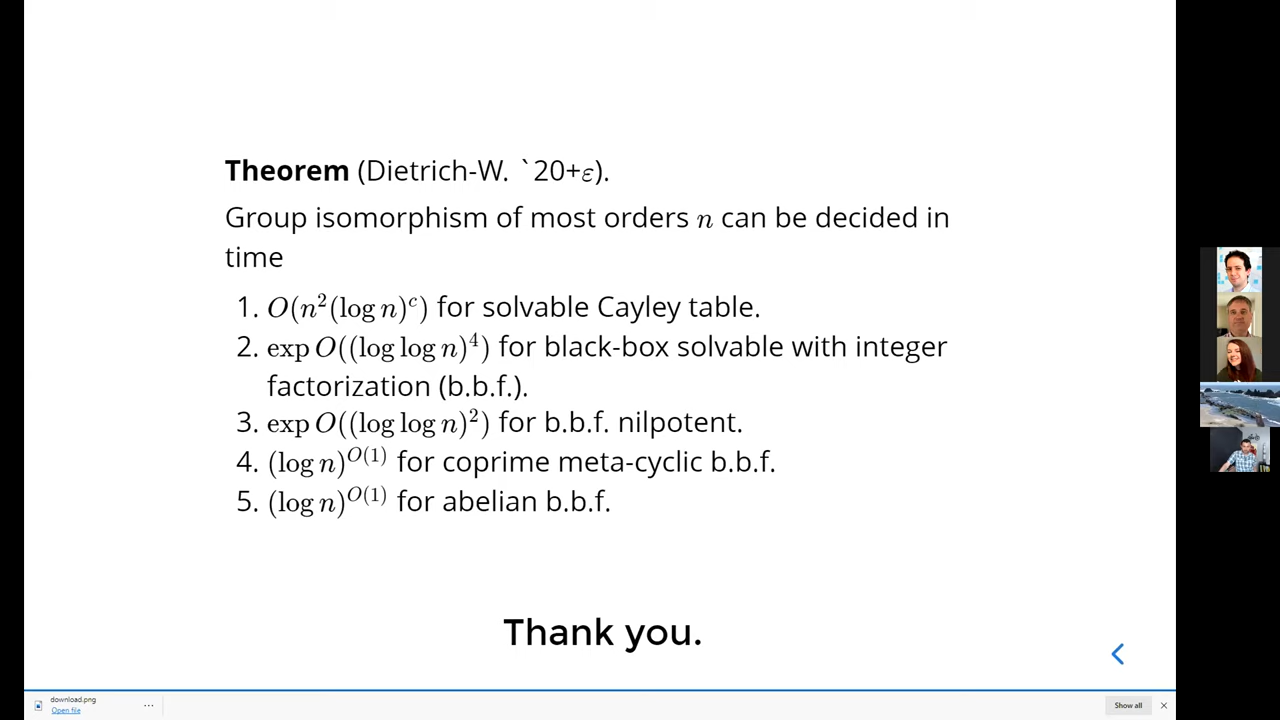 Theorem (Dietrich-W. `20+ε).
Group isomorphism of most orders n can be decided in
time
1. O(n²(log n)ᶜ) for solvable Cayley table.
2. exp O((log log n)⁴) for black-box solvable with integer
factorization (b.b.f.).
3. exp O((log log n)²) for b.b.f. nilpotent.
4. (log n)^O(1) for coprime meta-cyclic b.b.f.
5. (log n)^O(1) for abelian b.b.f.
Thank you.
download.png
Open file
...
Show all